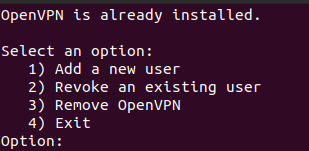 OpenVPN is already installed.
Select an option:
1) Add a new user
2) Revoke an existing user
3) Remove OpenVPN
4) Exit
Option: